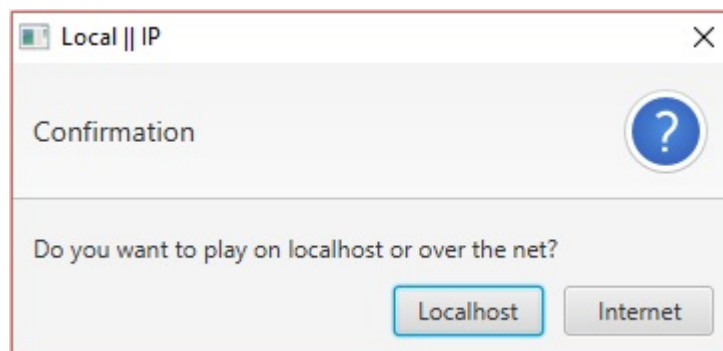 Local || IP
Confirmation
?
Do you want to play on localhost or over the net?
Localhost Internet